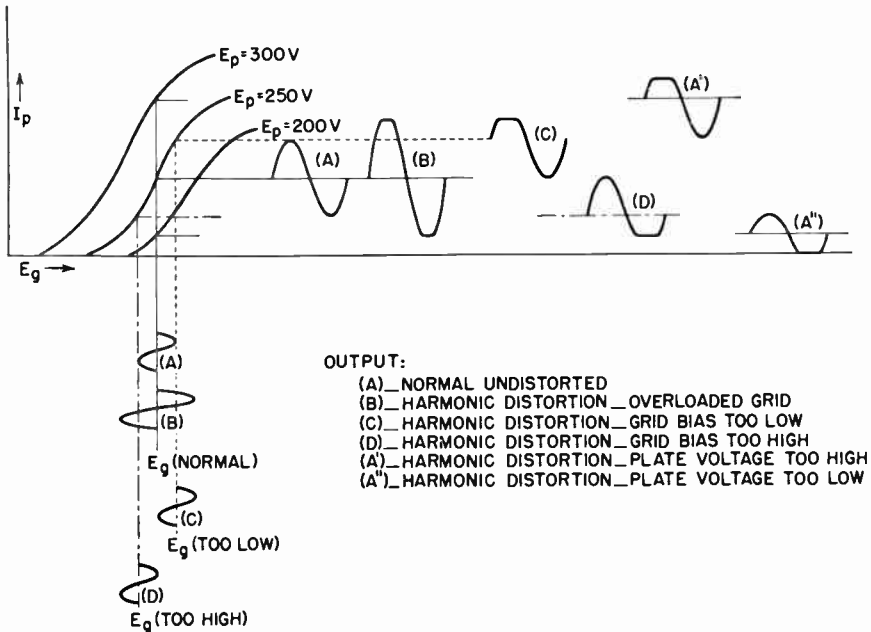 Ep=300V
Ep=250V
Ep=200V
Ip
Eg
(A)
(B)
(C)
(D)
(A')
(A")
(A)
(B)
Eg (NORMAL)
(C)
Eg (TOO LOW)
(D)
Eg (TOO HIGH)
OUTPUT:
(A)_NORMAL UNDISTORTED
(B)_HARMONIC DISTORTION_OVERLOADED GRID
(C)_HARMONIC DISTORTION_GRID BIAS TOO LOW
(D)_HARMONIC DISTORTION_GRID BIAS TOO HIGH
(A')_HARMONIC DISTORTION_PLATE VOLTAGE TOO HIGH
(A")_HARMONIC DISTORTION_PLATE VOLTAGE TOO LOW